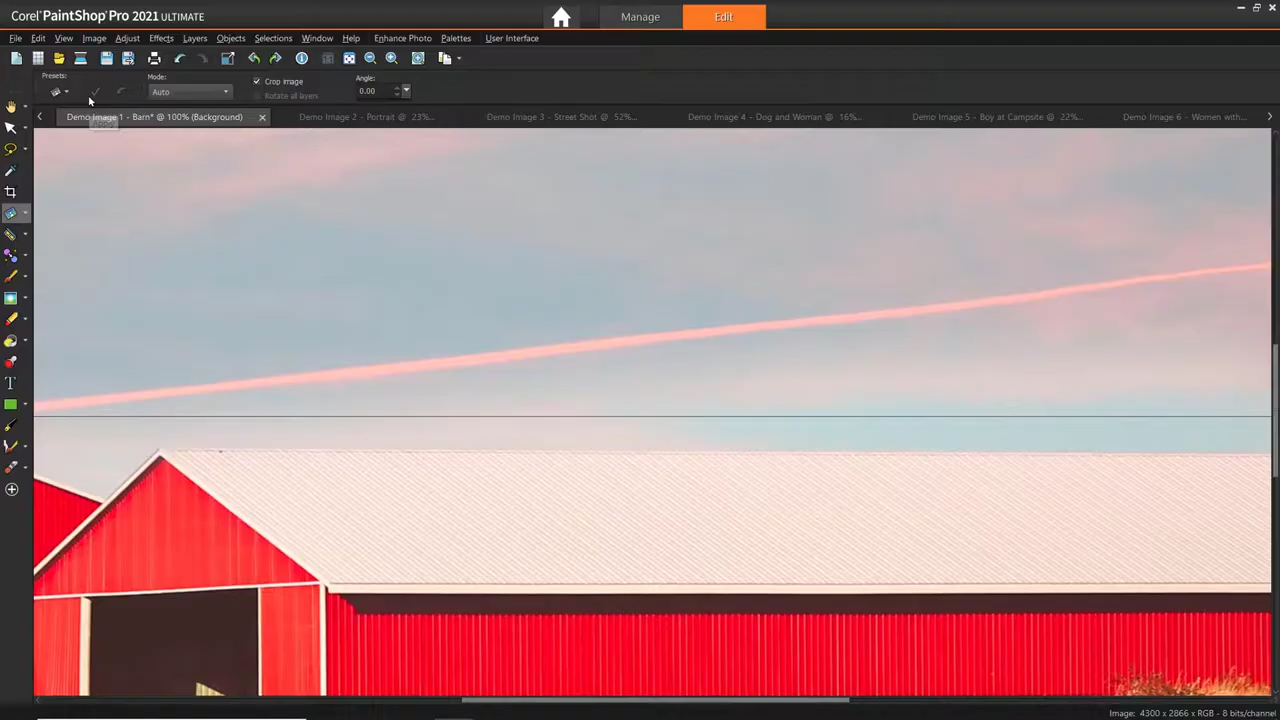 Corel® PaintShop® Pro 2021 ULTIMATE
Manage
Edit
File Edit View Image Adjust Effects Layers Objects Selections Window Help Enhance Photo Palettes User Interface
Presets: Mode: Crop image Angle:
Auto 0.00
Rotate all layers
Demo Image 1 - Barn* @ 100% (Background) Demo Image 2 - Portrait @ 23%... Demo Image 3 - Street Shot @ 52%... Demo Image 4 - Dog and Woman @ 16%... Demo Image 5 - Boy at Campsite @ 22%... Demo Image 6 - Women with...
Apply
T
Image: 4300 x 2866 x RGB - 8 bits/channel